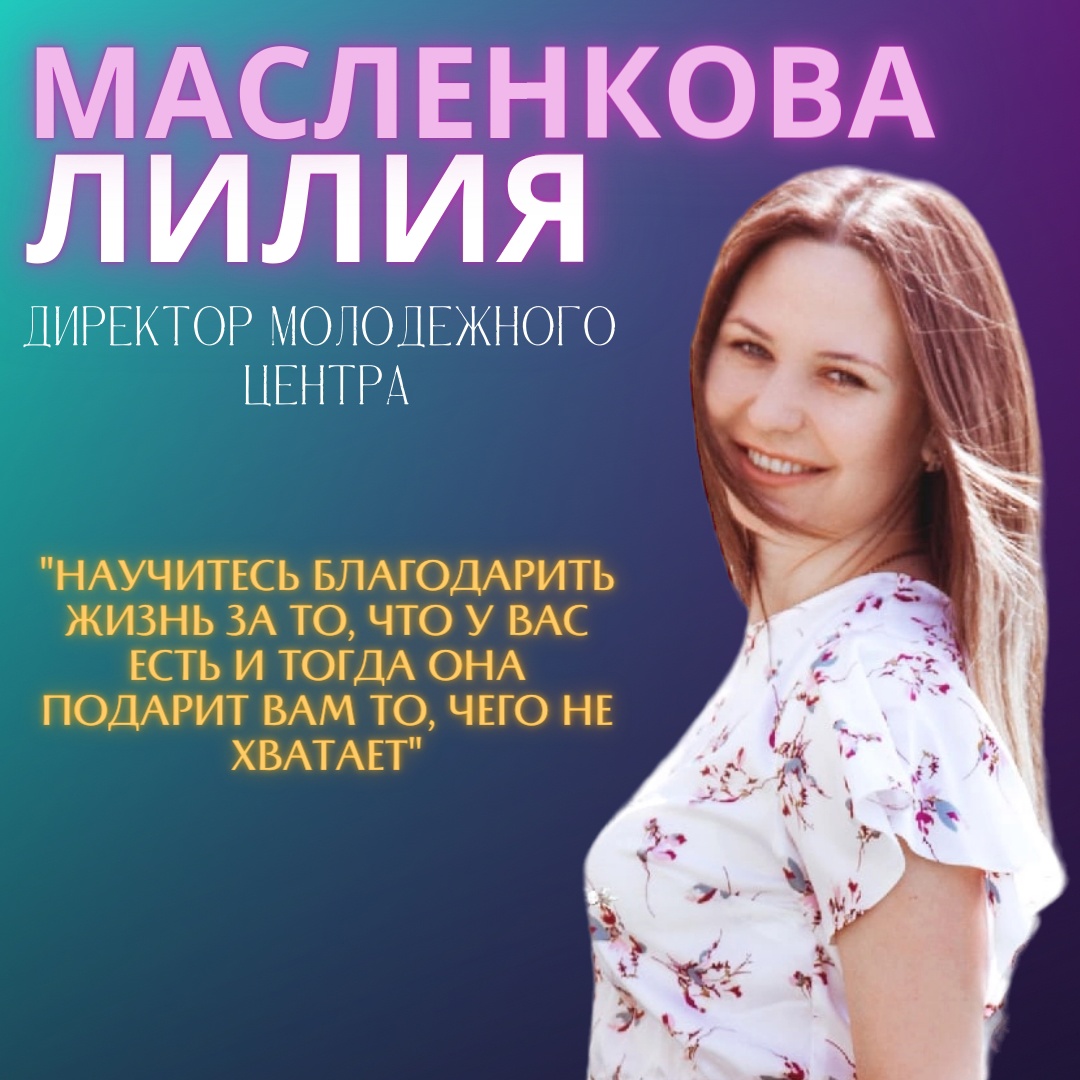 МАСЛЕНКОВА
ЛИЛИЯ
ДИРЕКТОР МОЛОДЕЖНОГО
ЦЕНТРА
"НАУЧИТЕСЬ БЛАГОДАРИТЬ
ЖИЗНЬ ЗА ТО, ЧТО У ВАС
ЕСТЬ И ТОГДА ОНА
ПОДАРИТ ВАМ ТО, ЧЕГО НЕ
ХВАТАЕТ"